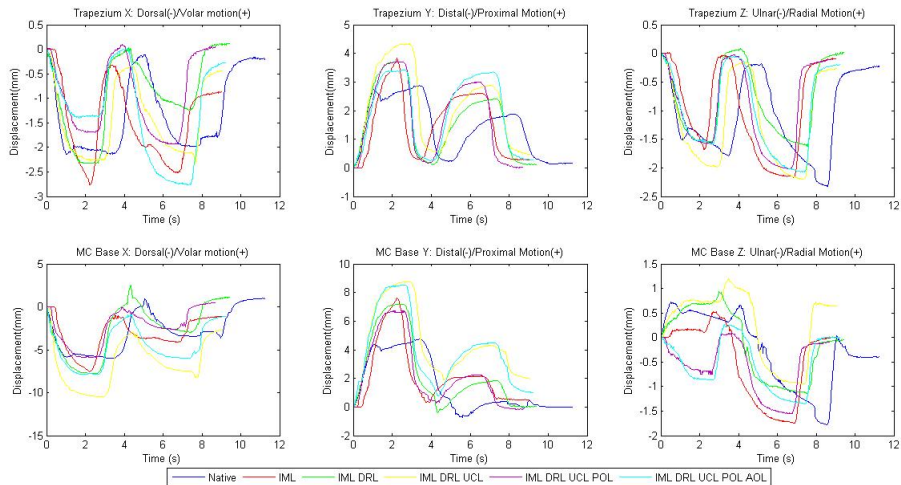 Trapezium X: Dorsal(-)/Volar motion(+)
Trapezium Y: Distal(-)/Proximal Motion(+)
Trapezium Z: Ulnar(-)/Radial Motion(+)
Displacement(mm)
0.5
0
-0.5
-1
-1.5
-2
-2.5
-3
0 2 4 6 8 10 12
Time (s)
Displacement(mm)
5
4
3
2
1
0
1
0 2 4 6 8 10 12
Time (s)
Displacement(mm)
0.5
0
-0.5
-1
-1.5
-2
-2.5
0 2 4 6 8 10 12
Time (s)
MC Base X: Dorsal(-)/Volar motion(+)
MC Base Y: Distal(-)/Proximal Motion(+)
MC Base Z: Ulnar(-)/Radial Motion(+)
Displacement(mm)
5
0
-5
-10
-15
0 2 4 6 8 10 12
Time (s)
Displacement(mm)
10
8
6
4
2
0
2
0 2 4 6 8 10 12
Time (s)
Displacement(mm)
1.5
1
0.5
0
-0.5
-1
-1.5
-2
0 2 4 6 8 10 12
Time (s)
Native
IML
IML DRL
IML DRL UCL
IML DRL UCL POL
IML DRL UCL POL AOL